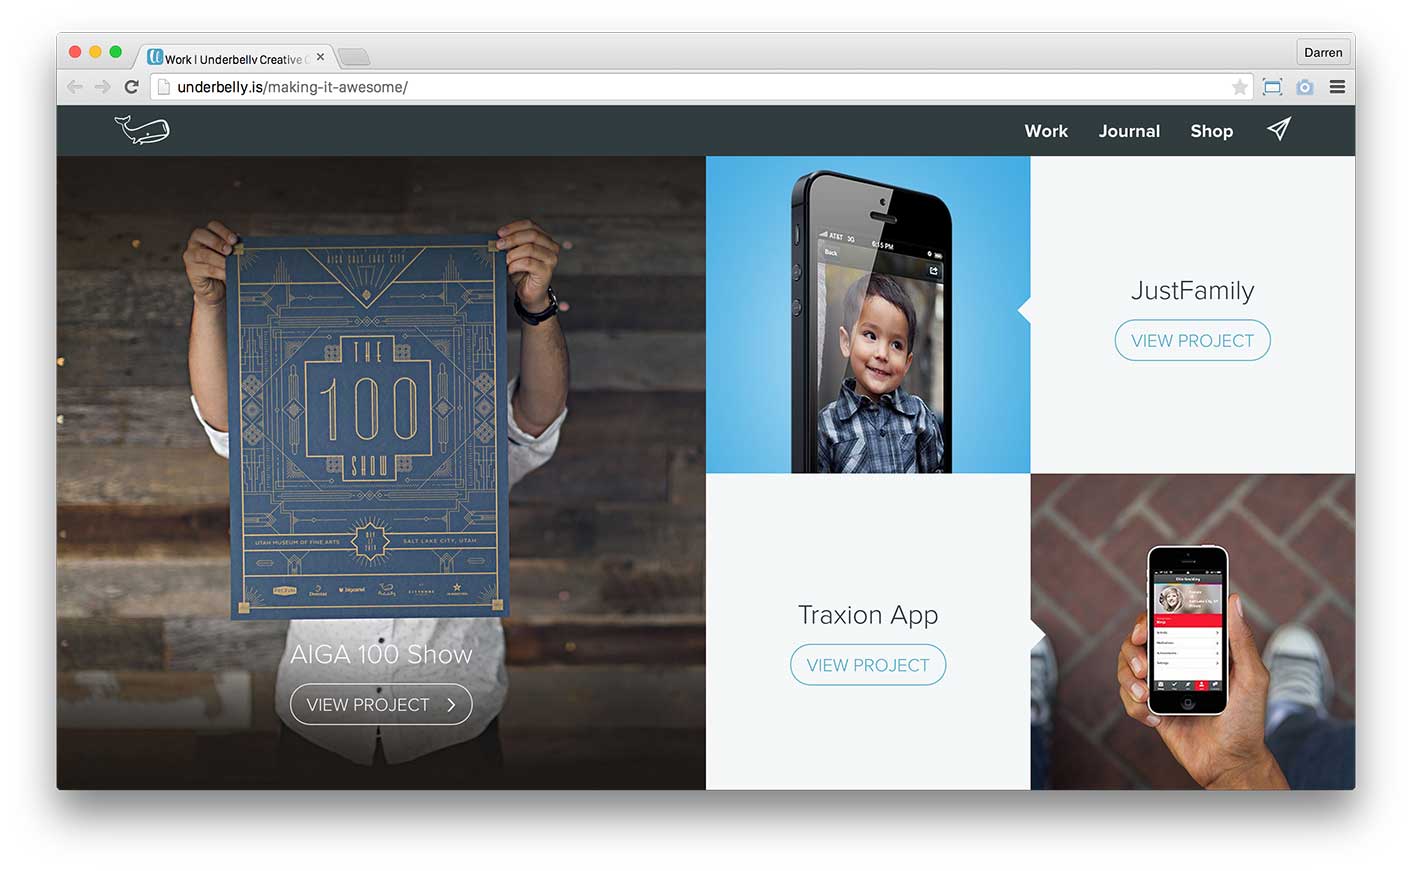 Work | Underbelly Creative
Darren
underbelly.is/making-it-awesome/
Work
Journal
Shop
AIGA SALT LAKE CITY
THE
100
SHOW
UTAH MUSEUM OF FINE ARTS
SALT LAKE CITY, UTAH
AIGA 100 Show
VIEW PROJECT
AT&T 3G
6:15 PM
Back
JustFamily
VIEW PROJECT
Traxion App
VIEW PROJECT